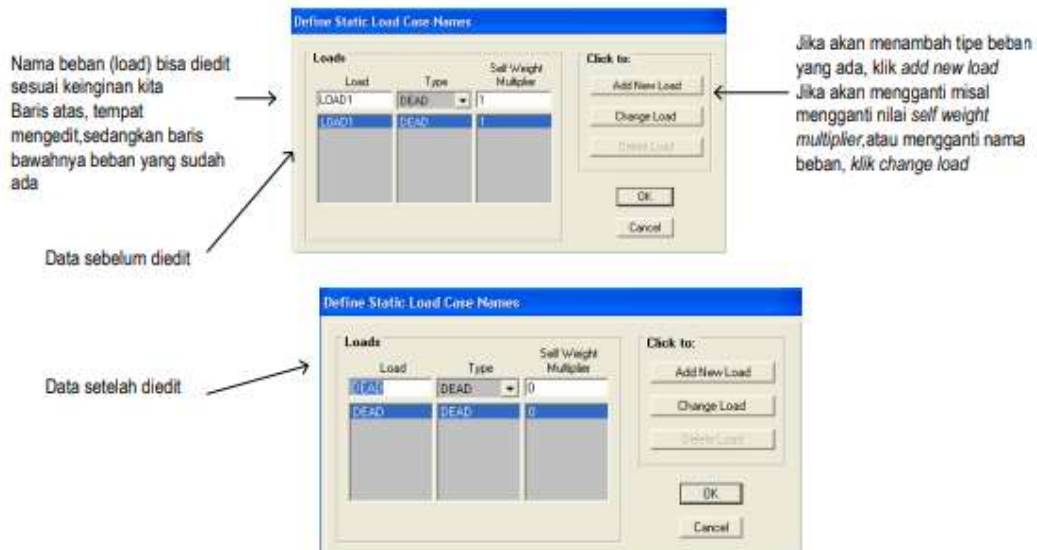 Define Static Load Case Names
Nama beban (load) bisa diedit
sesuai keinginan kita
Baris atas, tempat
mengedit,sedangkan baris
bawahnya beban yang sudah
ada
Data sebelum diedit
Loads
Load Type Self Weight Multiplier
LOAD1 DEAD 1
LOAD1 DEAD 1
Click to:
Add New Load
Change Load
Delete Load
OK
Cancel
Jika akan menambah tipe beban
yang ada, klik add new load
Jika akan mengganti misal
mengganti nilai self weight
multiplier,atau mengganti nama
beban, klik change load
Data setelah diedit
Define Static Load Case Names
Loads
Load Type Self Weight Multiplier
DEAD DEAD 0
DEAD DEAD 0
Click to:
Add New Load
Change Load
Delete Load
OK
Cancel